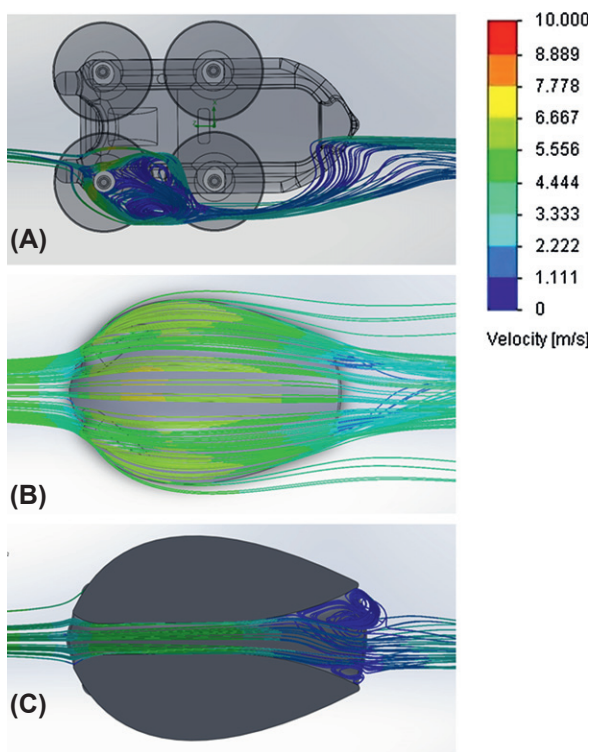 (A)
(B)
(C)
10.000
8.889
7.778
6.667
5.556
4.444
3.333
2.222
1.111
0
Velocity [m/s]